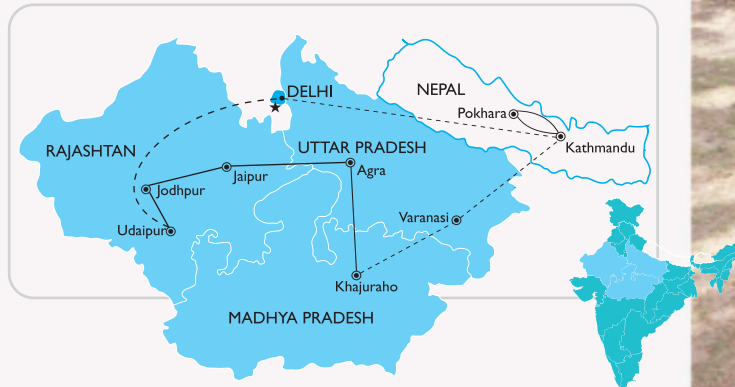 DELHI
NEPAL
Pokhara
Kathmandu
RAJASHTAN
UTTAR PRADESH
Agra
Jaipur
Jodhpur
Udaipur
Varanasi
Khajuraho
MADHYA PRADESH